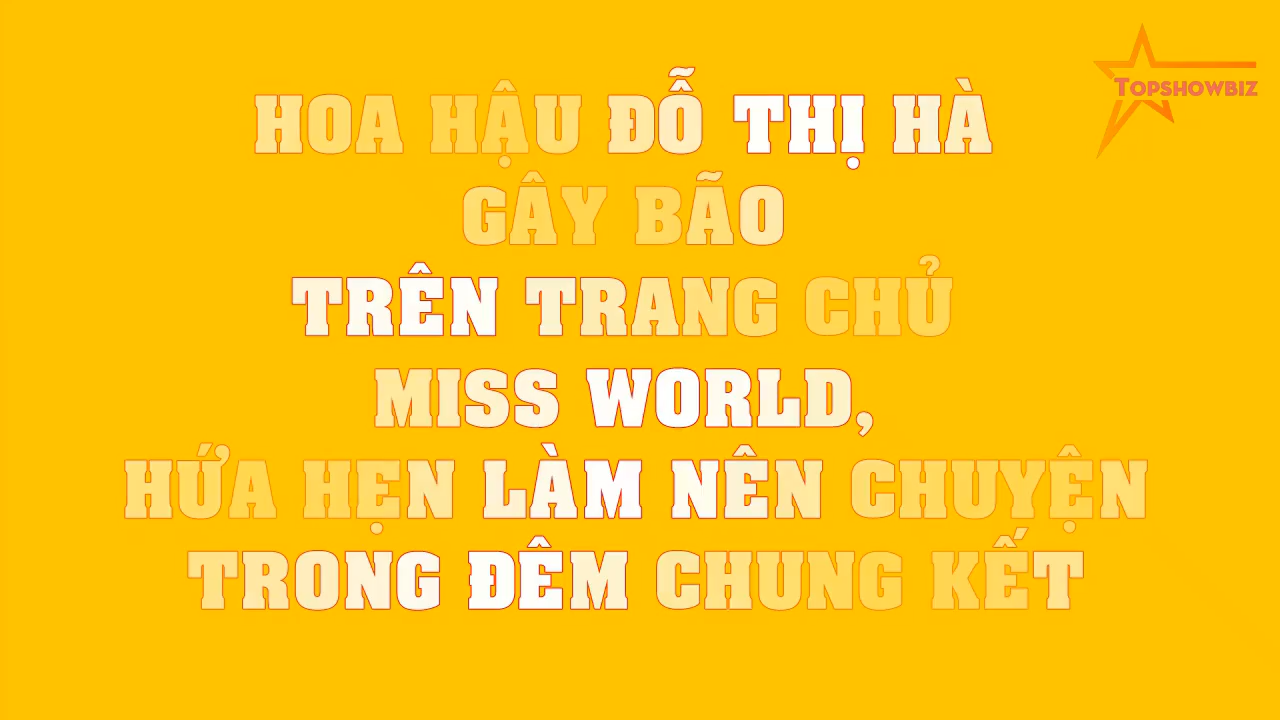 TOPSHOWBIZ
HOA HẬU ĐỖ THỊ HÀ
GÂY BÃO
TRÊN TRANG CHỦ
MISS WORLD,
HỨA HẸN LÀM NÊN CHUYỆN
TRONG ĐÊM CHUNG KẾT